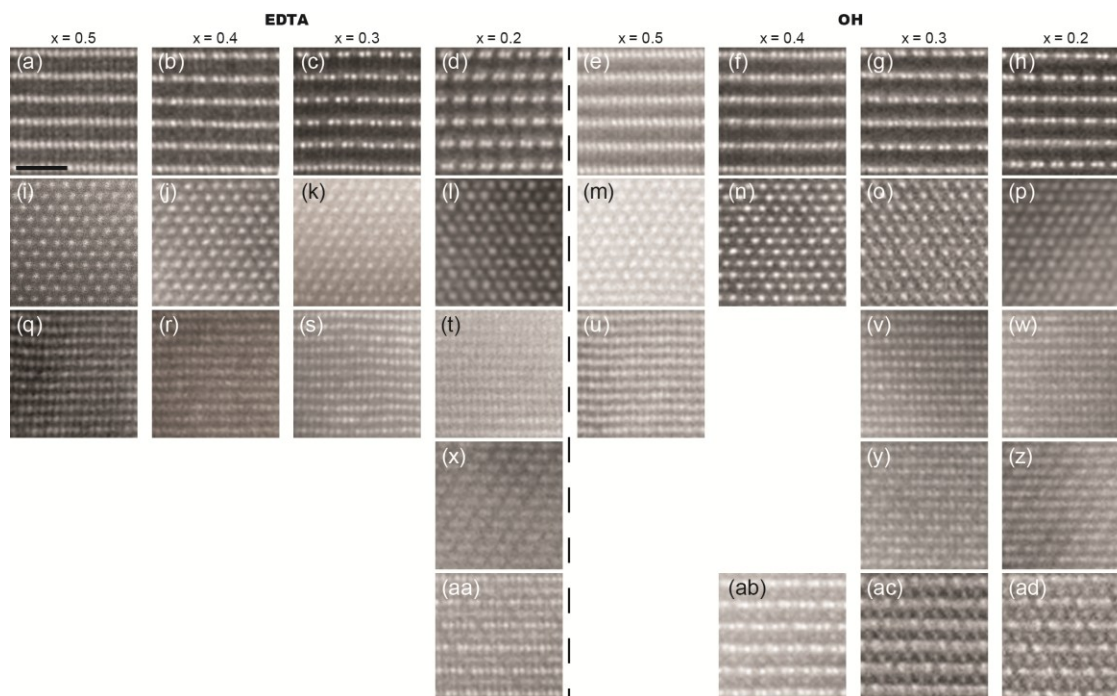 EDTA OH
x = 0.5 x = 0.4 x = 0.3 x = 0.2 x = 0.5 x = 0.4 x = 0.3 x = 0.2
(a) (b) (c) (d) (e) (f) (g) (h)
(i) (j) (k) (l) (m) (n) (o) (p)
(q) (r) (s) (t) (u) (v) (w)
(x) (y) (z)
(aa) (ab) (ac) (ad)